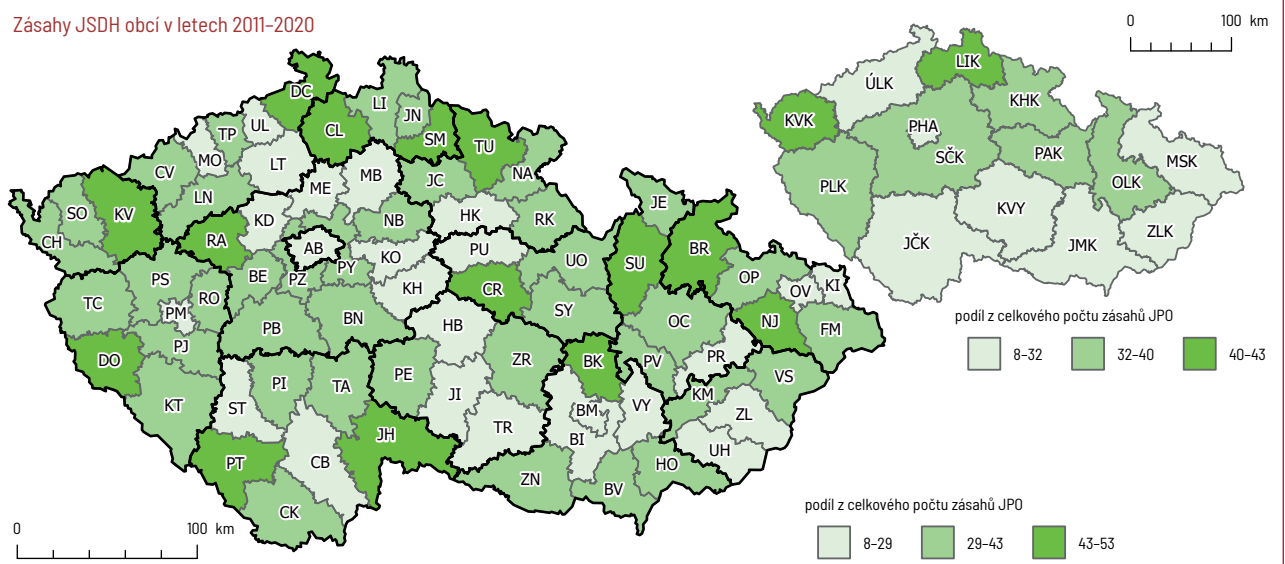 Zásahy JSDH obcí v letech 2011–2020
0 100 km
LIK
ÚLK
KHK
KVK
PHA
SČK
PAK
MSK
OLK
PLK
KVY
ZLK
JČK
JMK
podíl z celkového počtu zásahů JPO
8–32 32–40 40–43
DC
LI
JN
UL
CL
TP
SM
TU
MO
LT
CV
ME
MB
JC
NA
LN
SO
KV
KD
NB
HK
RK
JE
CH
RA
AB
KO
PU
UO
SU
BR
PS
BE
PZ
PY
OP
KI
OV
TC
RO
KH
CR
PM
PB
BN
SY
OC
NJ
FM
HB
PJ
DO
ZR
BK
PV
PR
VS
KT
PI
TA
PE
JI
KM
ST
BM
VY
ZL
TR
JH
BI
UH
PT
CB
HO
ZN
BV
CK
podíl z celkového počtu zásahů JPO
8–29 29–43 43–53
0 100 km